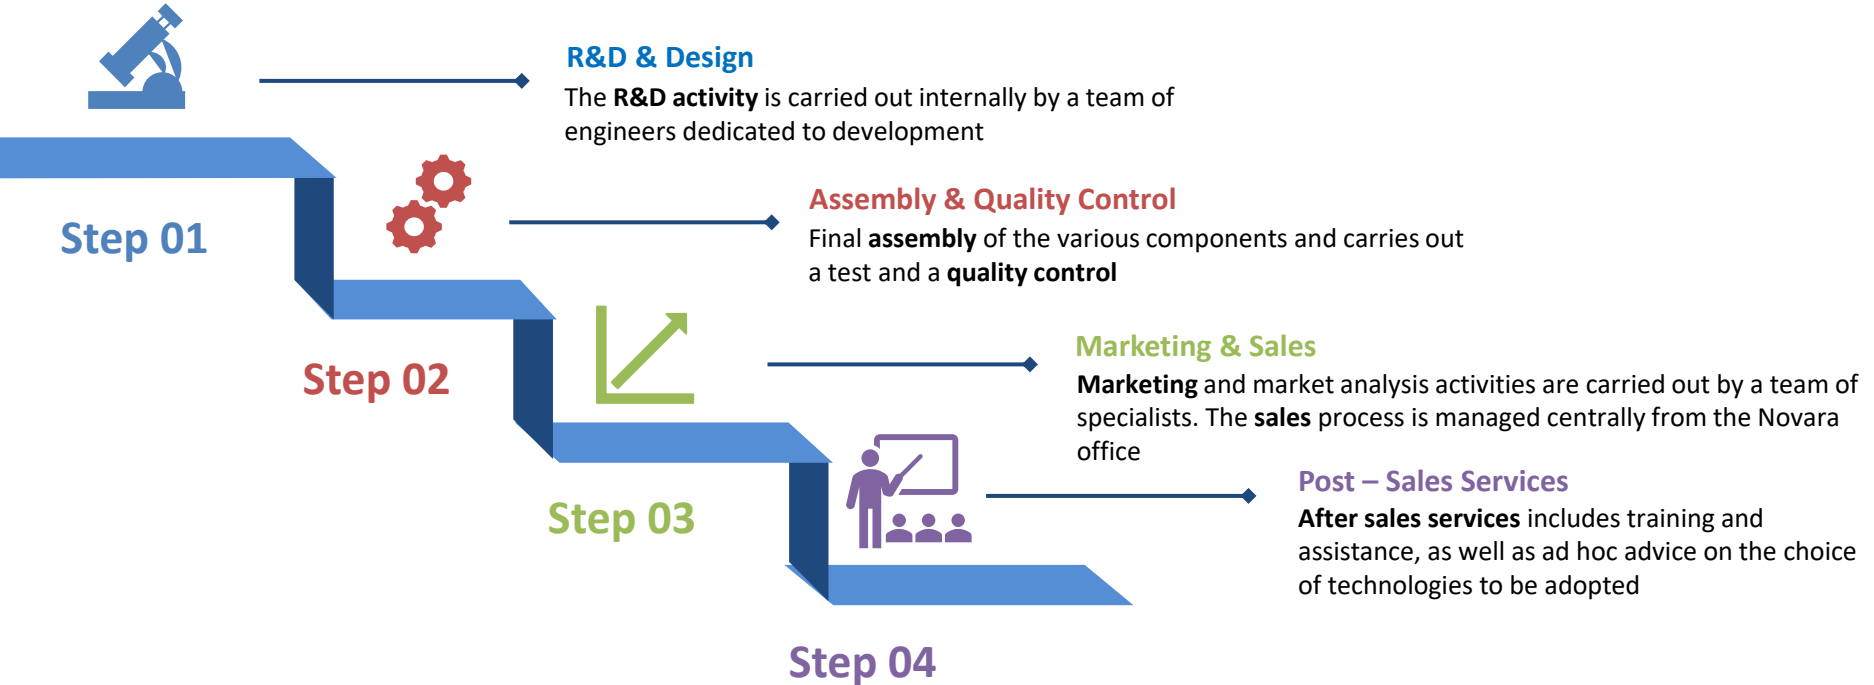 R&D & Design
The R&D activity is carried out internally by a team of
engineers dedicated to development
Step 01
Assembly & Quality Control
Final assembly of the various components and carries out
a test and a quality control
Step 02
Marketing & Sales
Marketing and market analysis activities are carried out by a team of
specialists. The sales process is managed centrally from the Novara
office
Step 03
Post – Sales Services
After sales services includes training and
assistance, as well as ad hoc advice on the choice
of technologies to be adopted
Step 04